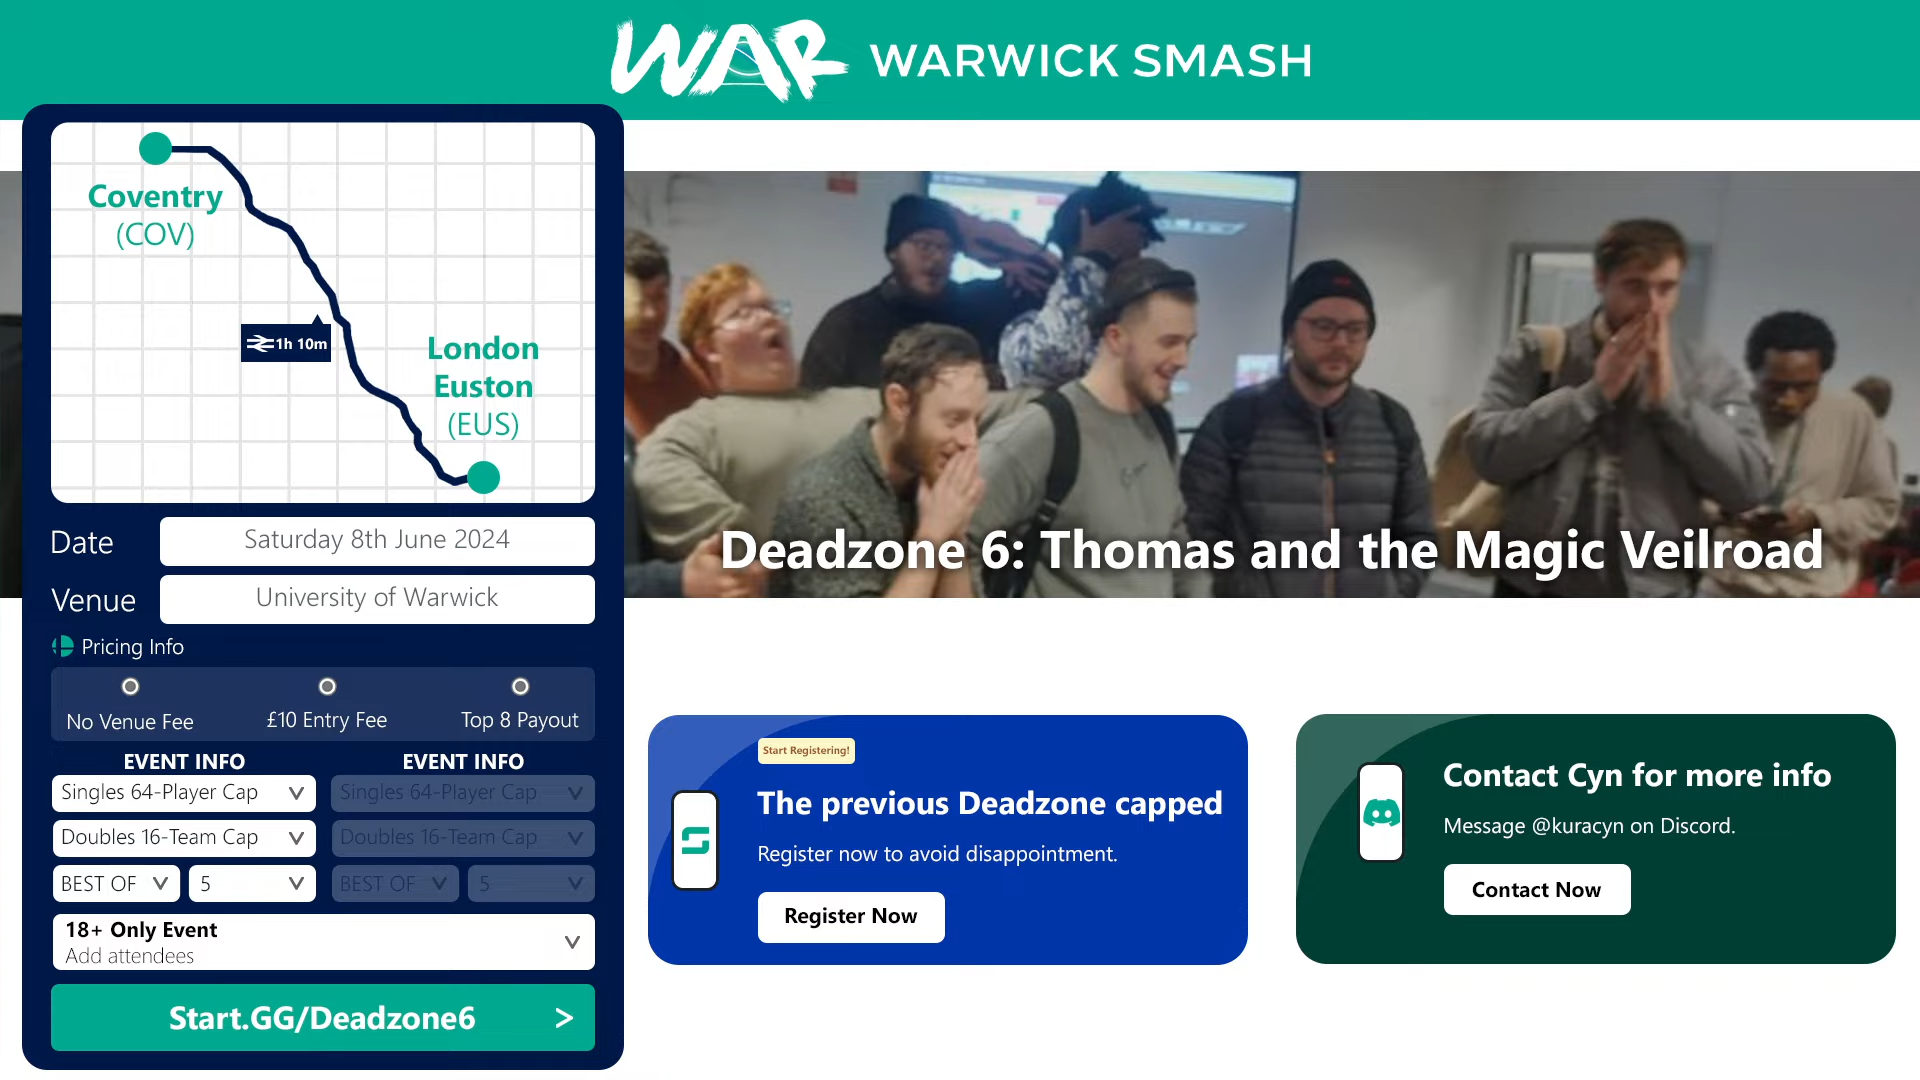 WAR WARWICK SMASH
Coventry
(COV)
1h 10m
London
Euston
(EUS)
Date
Saturday 8th June 2024
Venue
University of Warwick
Pricing Info
No Venue Fee
£10 Entry Fee
Top 8 Payout
EVENT INFO
Singles 64-Player Cap
Doubles 16-Team Cap
BEST OF
5
EVENT INFO
Singles 64-Player Cap
Doubles 16-Team Cap
BEST OF
5
18+ Only Event
Add attendees
Start.GG/Deadzone6 >
Deadzone 6: Thomas and the Magic Veilroad
Start Registering!
The previous Deadzone capped
Register now to avoid disappointment.
Register Now
Contact Cyn for more info
Message @kuracyn on Discord.
Contact Now